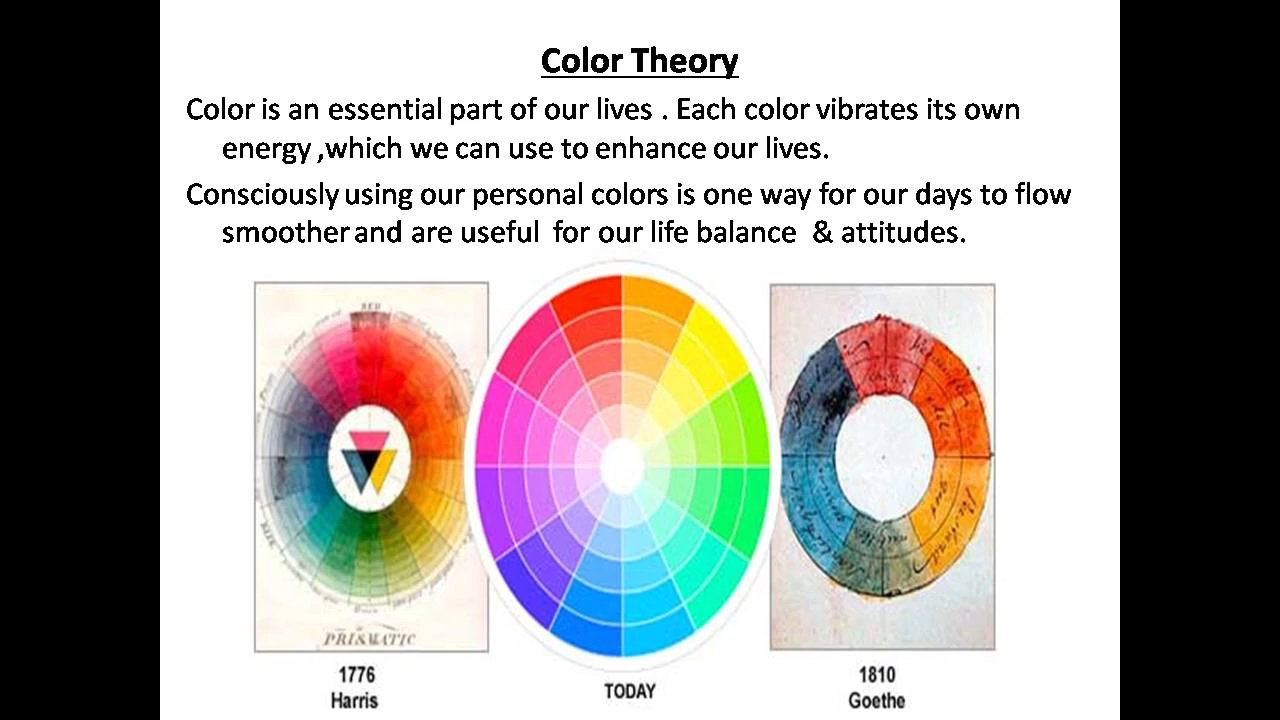 Color Theory
Color is an essential part of our lives . Each color vibrates its own
energy ,which we can use to enhance our lives.
Consciously using our personal colors is one way for our days to flow
smoother and are useful for our life balance & attitudes.
RED
PRISMATIC
1776
Harris
TODAY
1810
Goethe